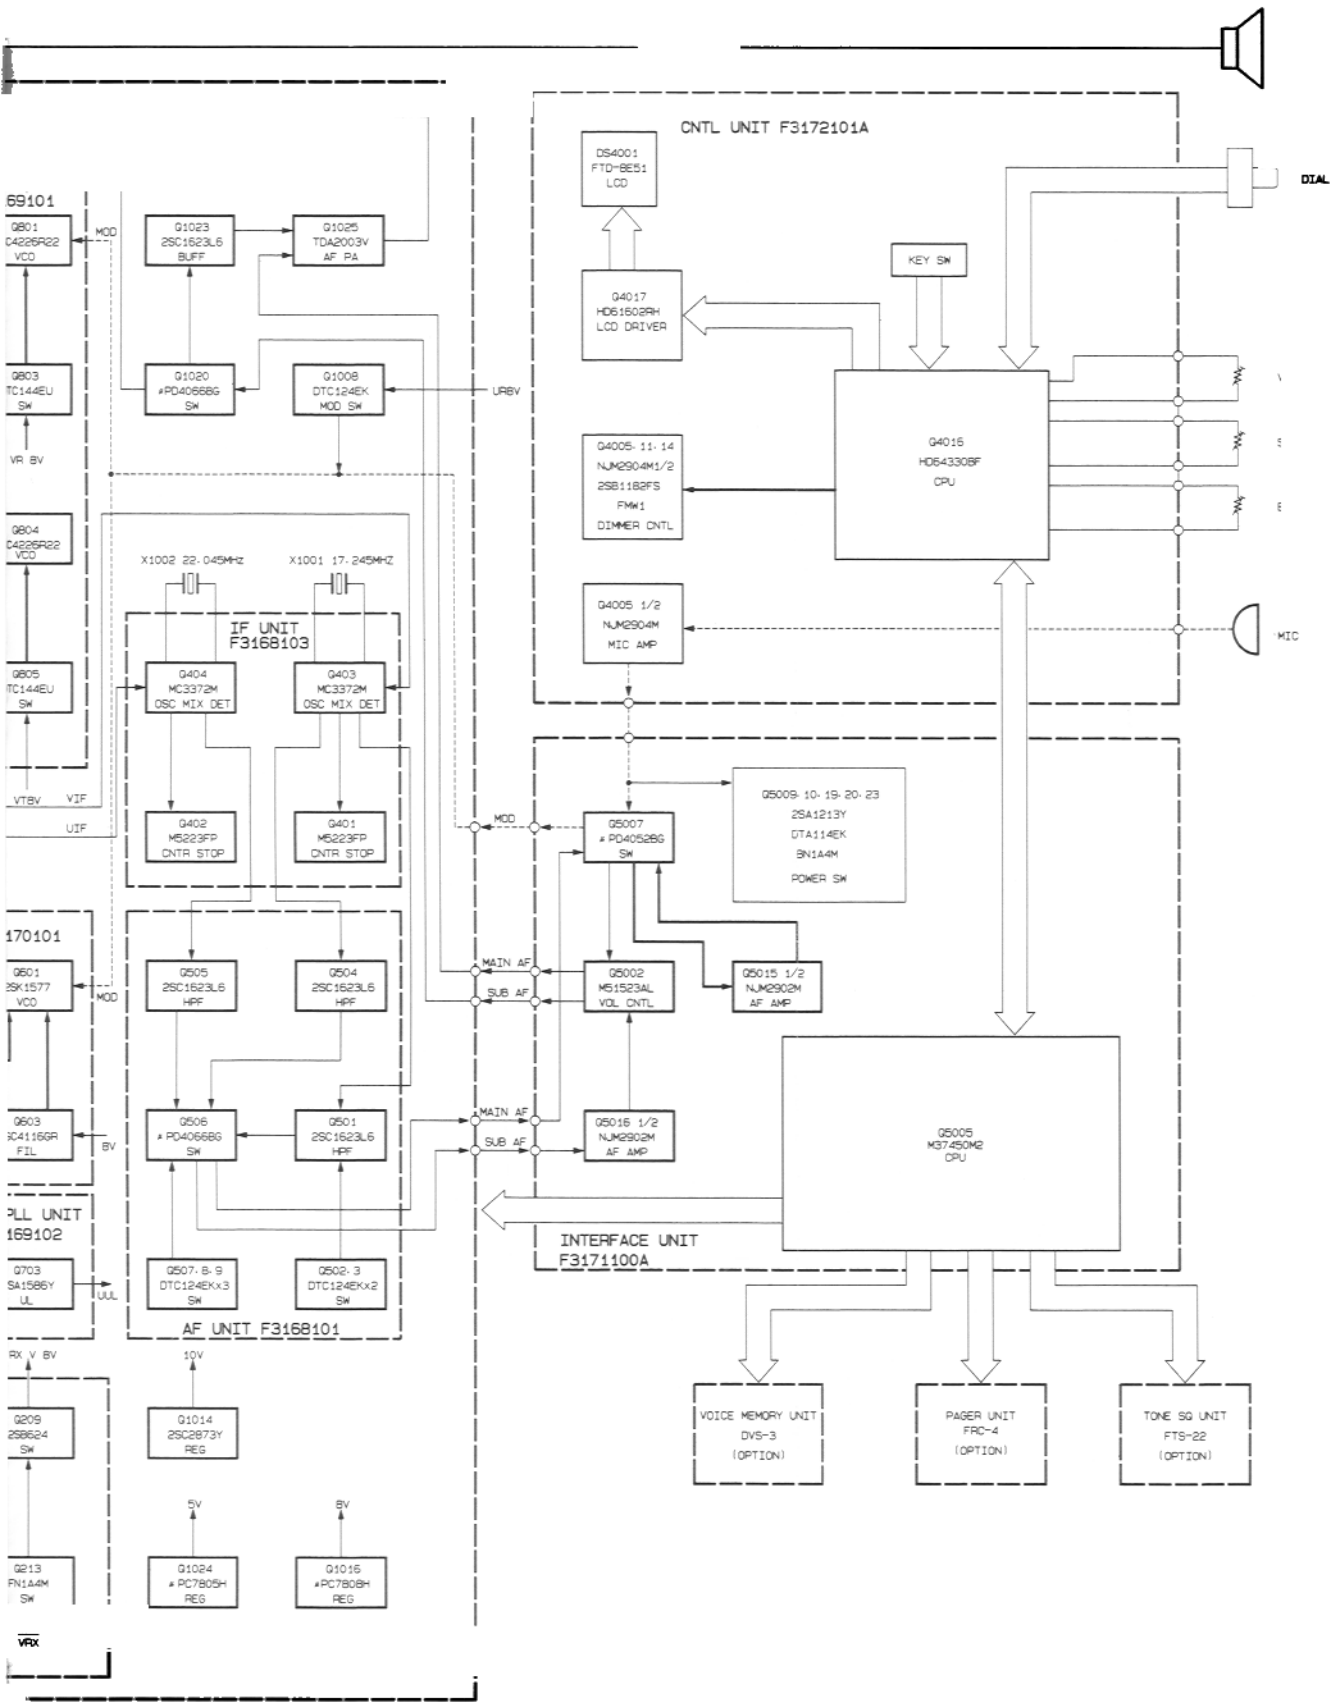 CNTL UNIT F3172101A
DS4001
FTD-8E51
LCD
DIAL
Q4017
HD61602RH
LCD DRIVER
KEY SW
Q4016
HD64330BF
CPU
Q4005·11·14
NJM2904M1/2
2SB1182FS
FMW1
DIMMER CNTL
Q4005 1/2
NJM2904M
MIC AMP
MIC
69101
Q801
C4226R22
VCO
MOD
Q1023
2SC1623L6
BUFF
Q1025
TDA2003V
AF PA
Q803
TC144EU
SW
VR 8V
Q1020
#PD4066BG
SW
Q1008
DTC124EK
MOD SW
UR8V
Q804
C4226R22
VCO
X1002 22.045MHz
X1001 17.245MHZ
IF UNIT
F3168103
Q805
TC144EU
SW
Q404
MC3372M
OSC MIX DET
Q403
MC3372M
OSC MIX DET
VT8V
VIF
UIF
Q402
M5223FP
CNTR STOP
Q401
M5223FP
CNTR STOP
MOD
Q5007
#PD4052BG
SW
Q5009·10·19·20·23
2SA1213Y
DTA114EK
BN1A4M
POWER SW
170101
Q601
2SK1577
VCO
MOD
Q505
2SC1623L6
HPF
Q504
2SC1623L6
HPF
MAIN AF
SUB AF
Q5002
M51523AL
VOL CNTL
Q5015 1/2
NJM2902M
AF AMP
Q603
SC4116GR
FIL
8V
Q506
#PD4066BG
SW
Q501
2SC1623L6
HPF
MAIN AF
SUB AF
Q5016 1/2
NJM2902M
AF AMP
Q5005
M37450M2
CPU
PLL UNIT
169102
Q703
SA1586Y
UL
UUL
Q507·8·9
DTC124EKx3
SW
Q502·3
DTC124EKx2
SW
AF UNIT F3168101
INTERFACE UNIT
F3171100A
RX V 8V
Q209
2SB624
SW
10V
Q1014
2SC2873Y
REG
VOICE MEMORY UNIT
DVS-3
(OPTION)
PAGER UNIT
FRC-4
(OPTION)
TONE SQ UNIT
FTS-22
(OPTION)
5V
8V
Q213
FN1A4M
SW
Q1024
#PC7805H
REG
Q1016
#PC7808H
REG
VRX